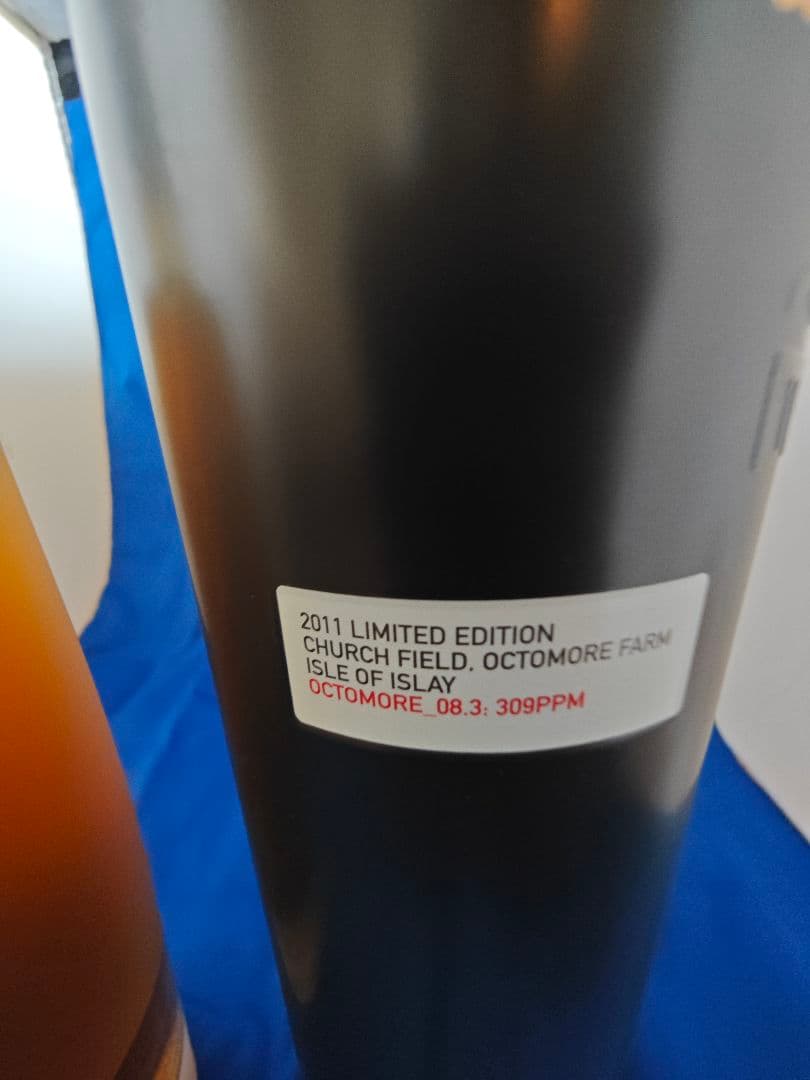 2011 LIMITED EDITION
CHURCH FIELD, OCTOMORE FARM
ISLE OF ISLAY
OCTOMORE_08.3: 309PPM